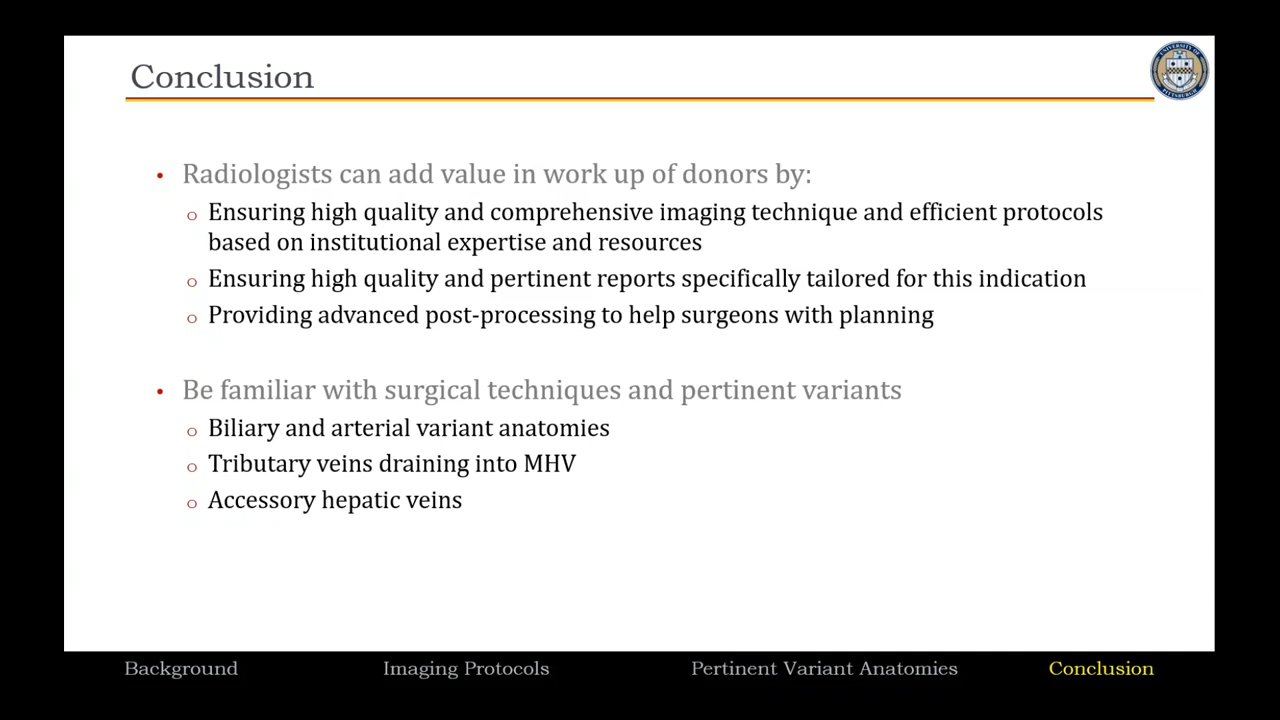 Conclusion
UNIVERSITY OF
PITTSBURGH
• Radiologists can add value in work up of donors by:
o Ensuring high quality and comprehensive imaging technique and efficient protocols
based on institutional expertise and resources
o Ensuring high quality and pertinent reports specifically tailored for this indication
o Providing advanced post-processing to help surgeons with planning
• Be familiar with surgical techniques and pertinent variants
o Biliary and arterial variant anatomies
o Tributary veins draining into MHV
o Accessory hepatic veins
Background Imaging Protocols Pertinent Variant Anatomies Conclusion